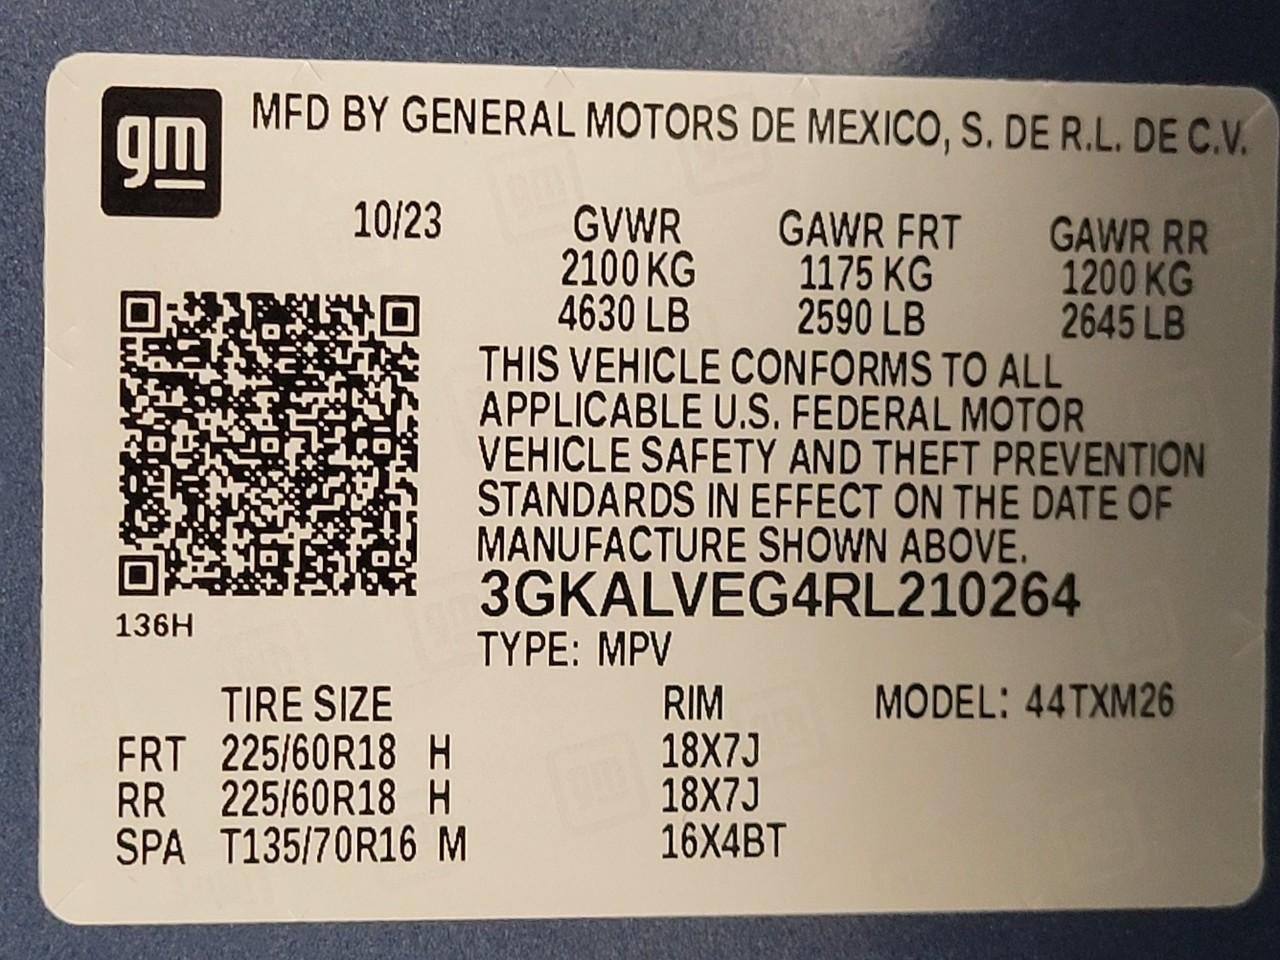 gm
MFD BY GENERAL MOTORS DE MEXICO, S. DE R.L. DE C.V.
10/23 GVWR GAWR FRT GAWR RR
2100 KG 1175 KG 1200 KG
4630 LB 2590 LB 2645 LB
THIS VEHICLE CONFORMS TO ALL
APPLICABLE U.S. FEDERAL MOTOR
VEHICLE SAFETY AND THEFT PREVENTION
STANDARDS IN EFFECT ON THE DATE OF
MANUFACTURE SHOWN ABOVE.
3GKALVEG4RL210264
136H
TYPE: MPV
TIRE SIZE RIM MODEL: 44TXM26
FRT 225/60R18 H 18X7J
RR 225/60R18 H 18X7J
SPA T135/70R16 M 16X4BT